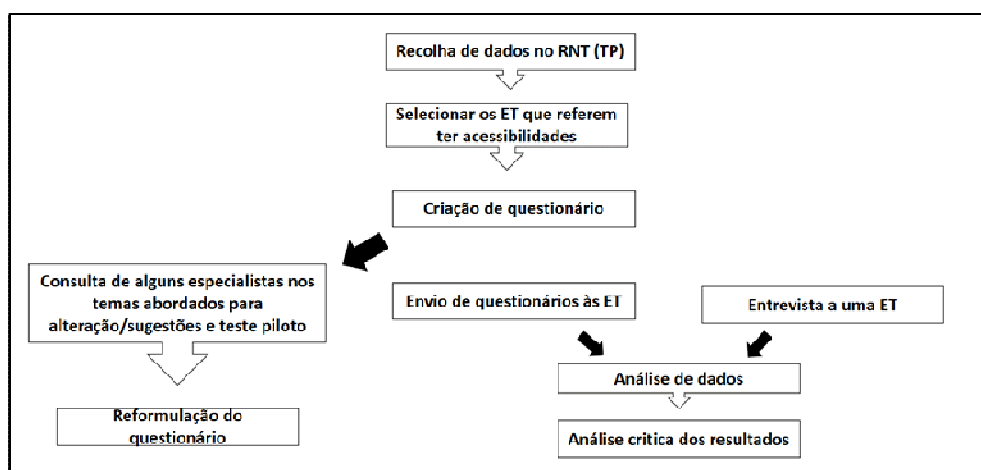 Recolha de dados no RNT (TP)
Selecionar os ET que referem
ter acessibilidades
Criação de questionário
Consulta de alguns especialistas nos
temas abordados para
alteração/sugestões e teste piloto
Envio de questionários às ET
Entrevista a uma ET
Análise de dados
Reformulação do
questionário
Análise critica dos resultados